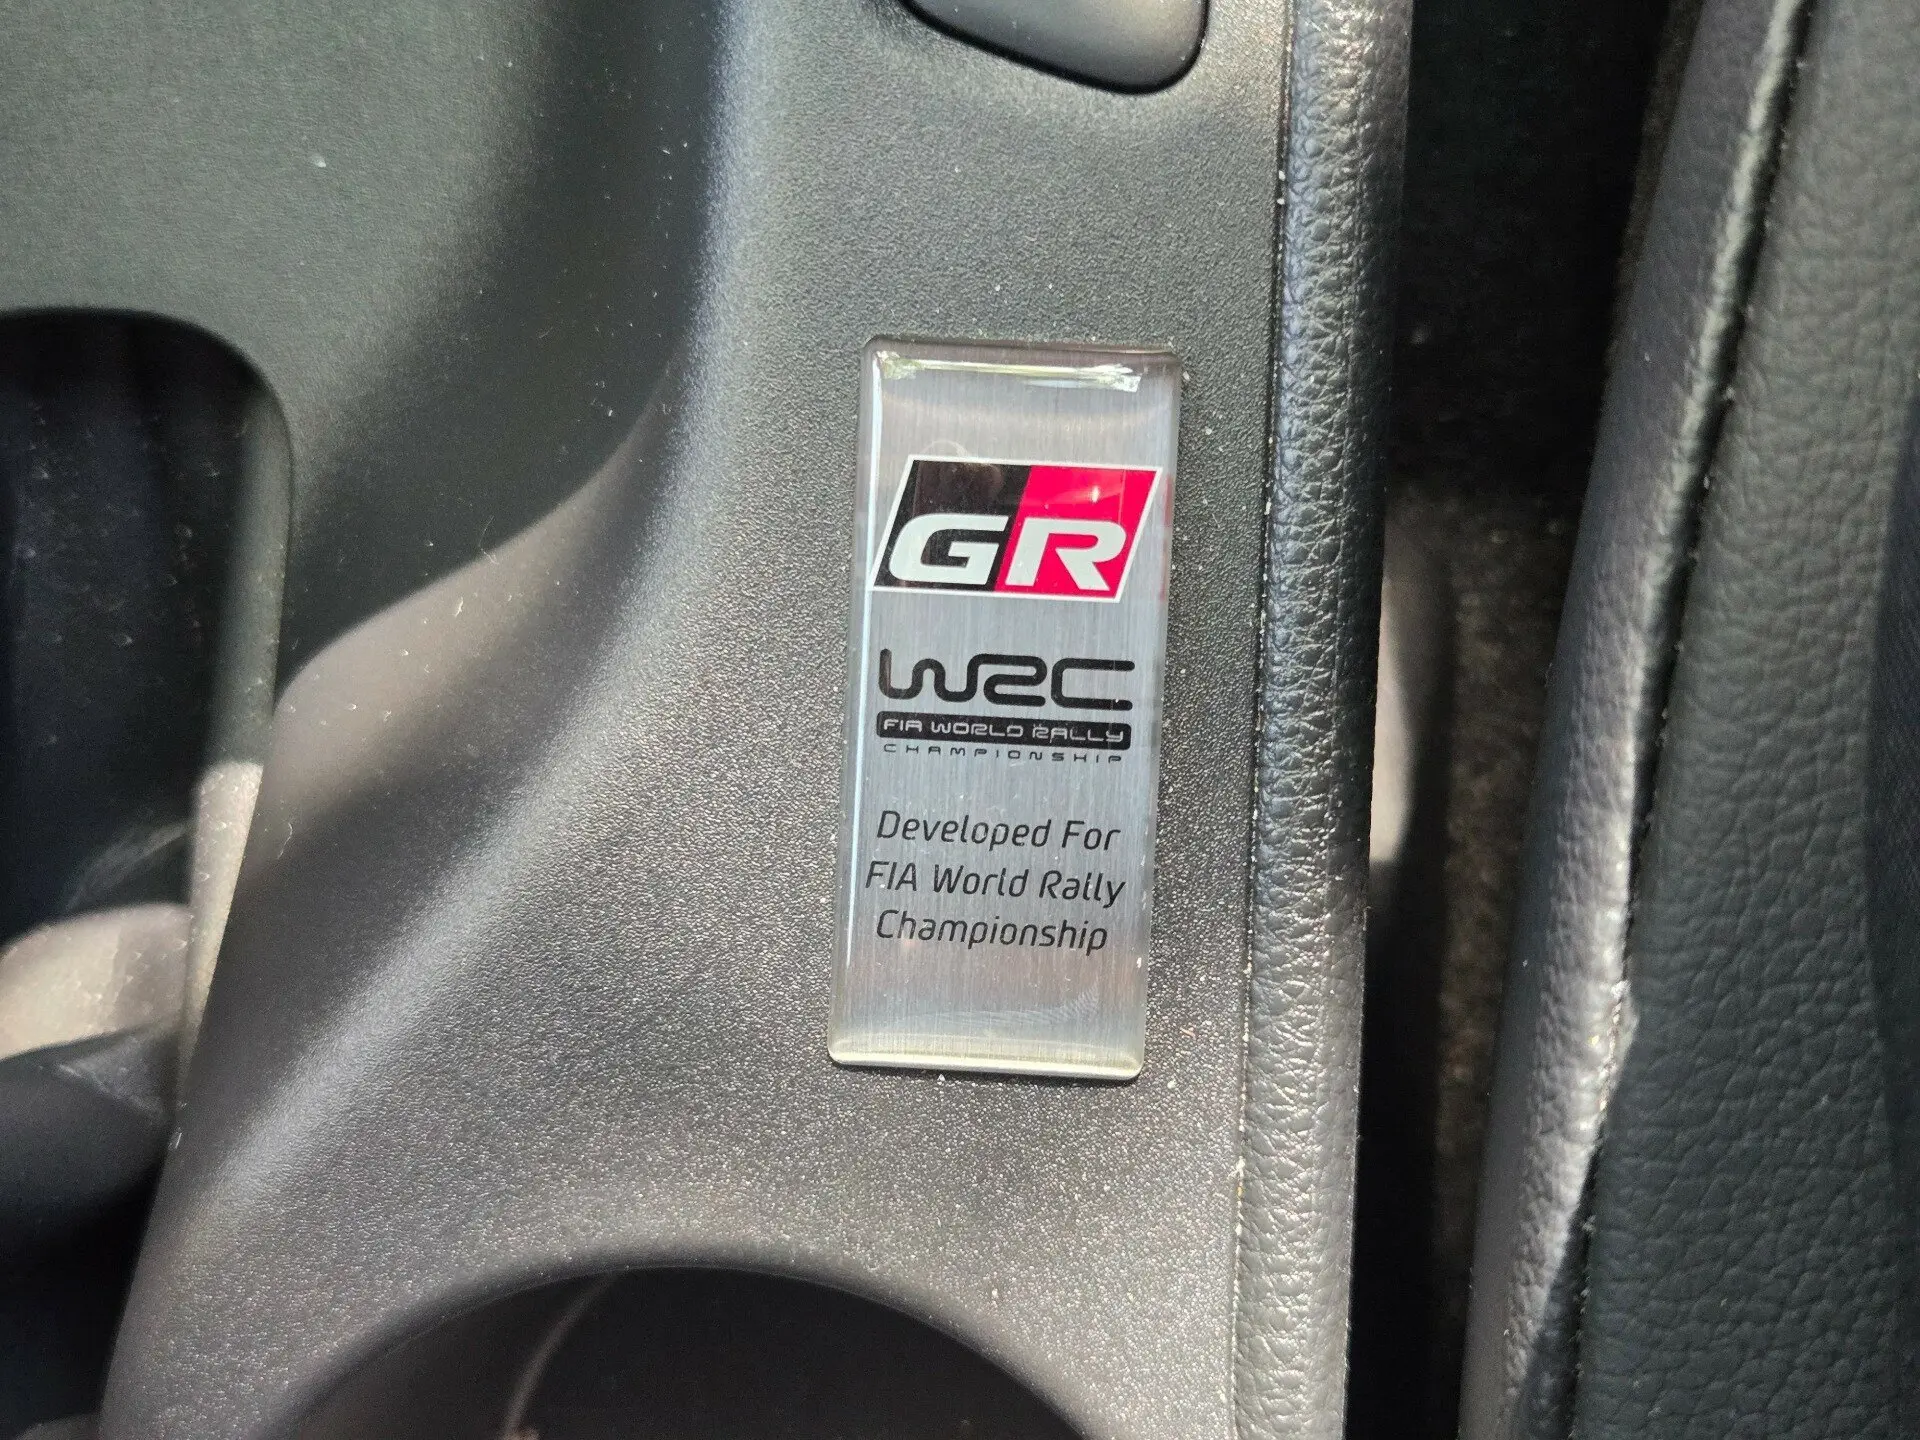 GR
WRC
FIA WORLD RALLY
CHAMPIONSHIP
Developed For
FIA World Rally
Championship